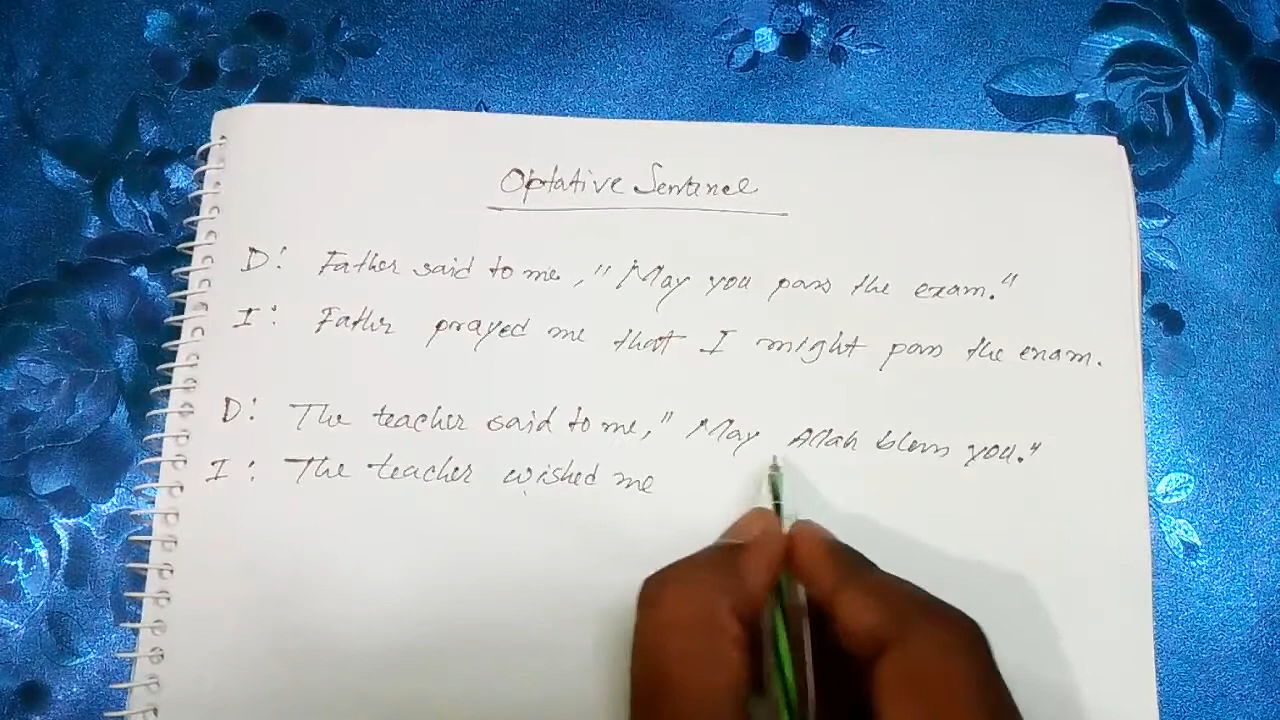 Optative Sentence
D: Father said to me, "May you pass the exam."
I: Father prayed me that I might pass the exam.
D: The teacher said to me, "May Allah bless you."
I: The teacher wished me